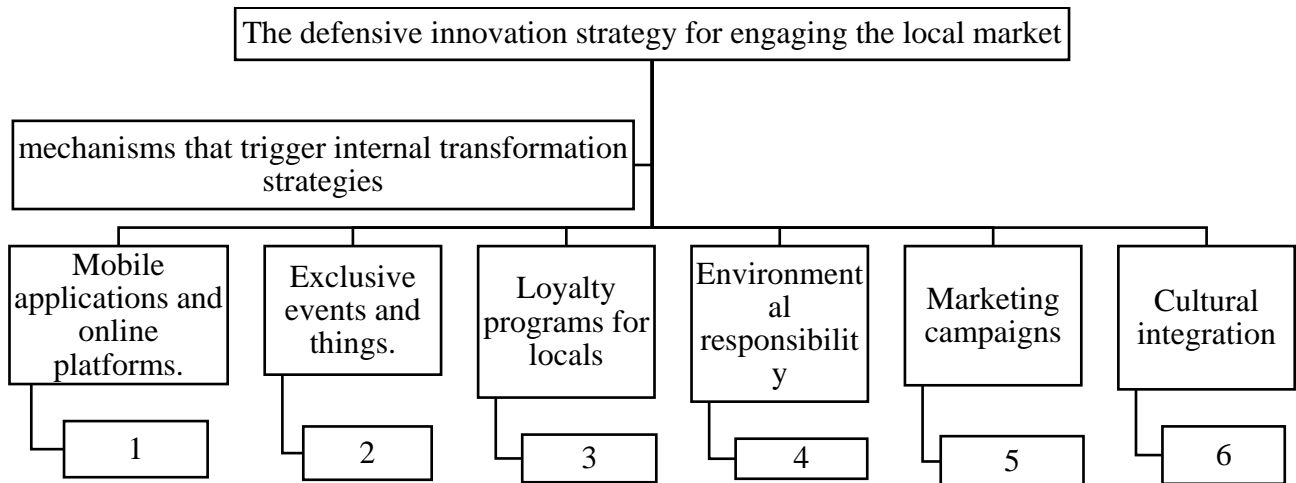 The defensive innovation strategy for engaging the local market
mechanisms that trigger internal transformation
strategies
Mobile
applications and
online
platforms.
Exclusive
events and
things.
Loyalty
programs for
locals
Environment
al
responsibilit
y
Marketing
campaigns
Cultural
integration
1
2
3
4
5
6